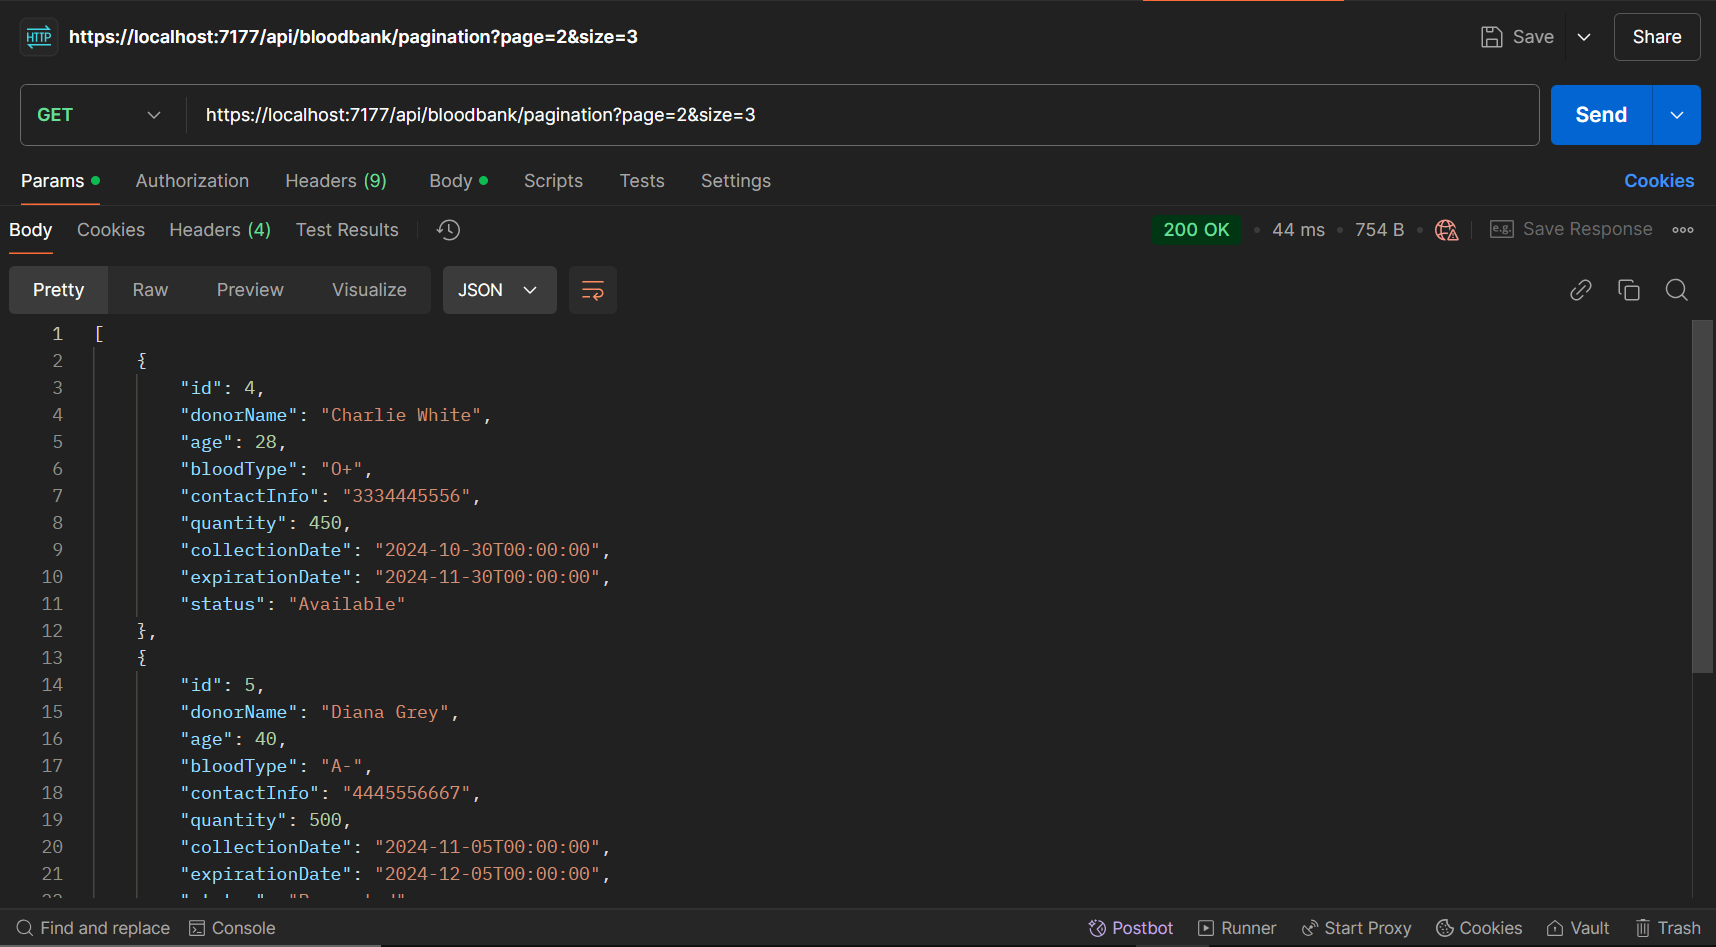 HTTP https://localhost:7177/api/bloodbank/pagination?page=2&size=3 Save Share
GET https://localhost:7177/api/bloodbank/pagination?page=2&size=3 Send
Params Authorization Headers (9) Body Scripts Tests Settings Cookies
Body Cookies Headers (4) Test Results 200 OK 44 ms 754 B e.g. Save Response
Pretty Raw Preview Visualize JSON
1 [
2 {
3 "id": 4,
4 "donorName": "Charlie White",
5 "age": 28,
6 "bloodType": "O+",
7 "contactInfo": "3334445556",
8 "quantity": 450,
9 "collectionDate": "2024-10-30T00:00:00",
10 "expirationDate": "2024-11-30T00:00:00",
11 "status": "Available"
12 },
13 {
14 "id": 5,
15 "donorName": "Diana Grey",
16 "age": 40,
17 "bloodType": "A-",
18 "contactInfo": "4445556667",
19 "quantity": 500,
20 "collectionDate": "2024-11-05T00:00:00",
21 "expirationDate": "2024-12-05T00:00:00",
Find and replace Console Postbot Runner Start Proxy Cookies Vault Trash